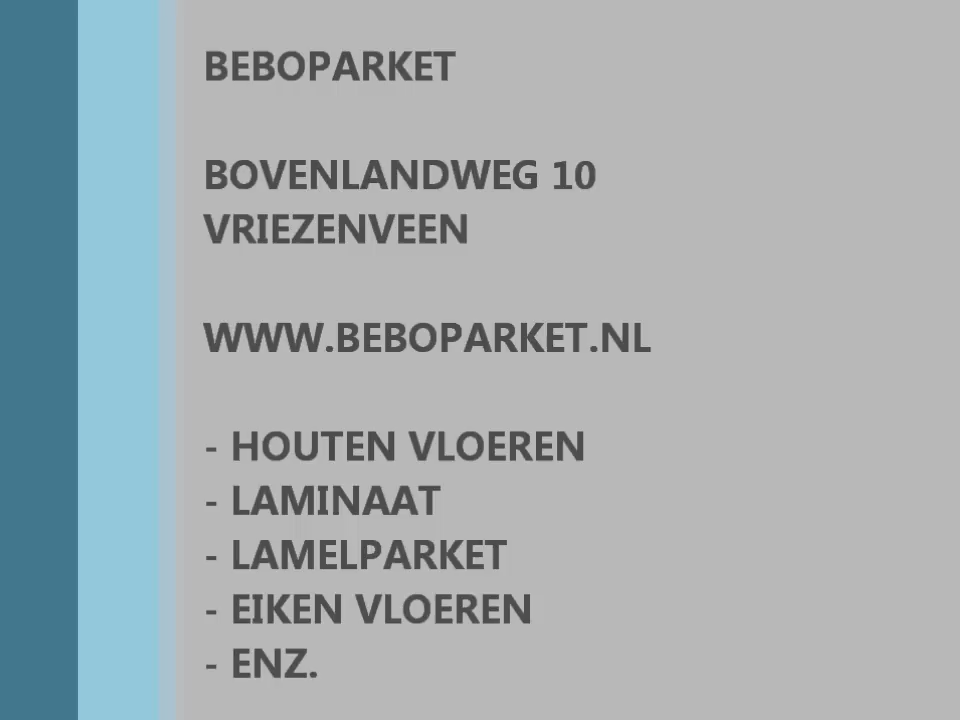 BEBOPARKET
BOVENLANDWEG 10
VRIEZENVEEN
WWW.BEBOPARKET.NL
- HOUTEN VLOEREN
- LAMINAAT
- LAMELPARKET
- EIKEN VLOEREN
- ENZ.